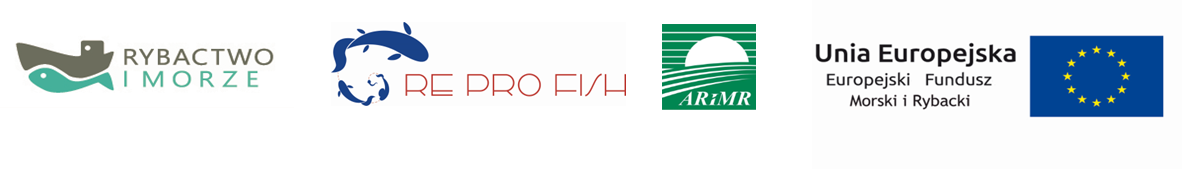 RYBACTWO
I MORZE
RE PRO FISH
ARiMR
Unia Europejska
Europejski Fundusz
Morski i Rybacki